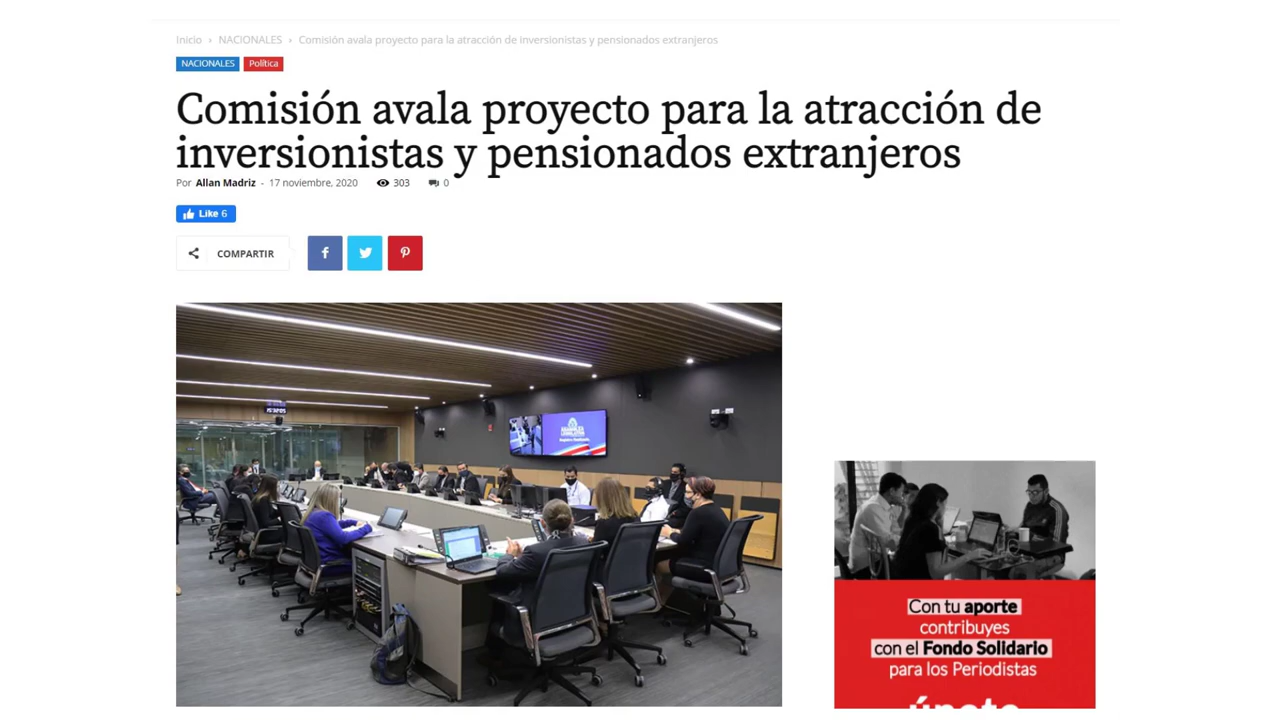 Inicio › NACIONALES › Comisión avala proyecto para la atracción de inversionistas y pensionados extranjeros
NACIONALES Política
Comisión avala proyecto para la atracción de
inversionistas y pensionados extranjeros
Por Allan Madriz - 17 noviembre, 2020 303 0
Like 6
COMPARTIR
ASAMBLEA
LEGISLATIVA
Con tu aporte
contribuyes
con el Fondo Solidario
para los Periodistas